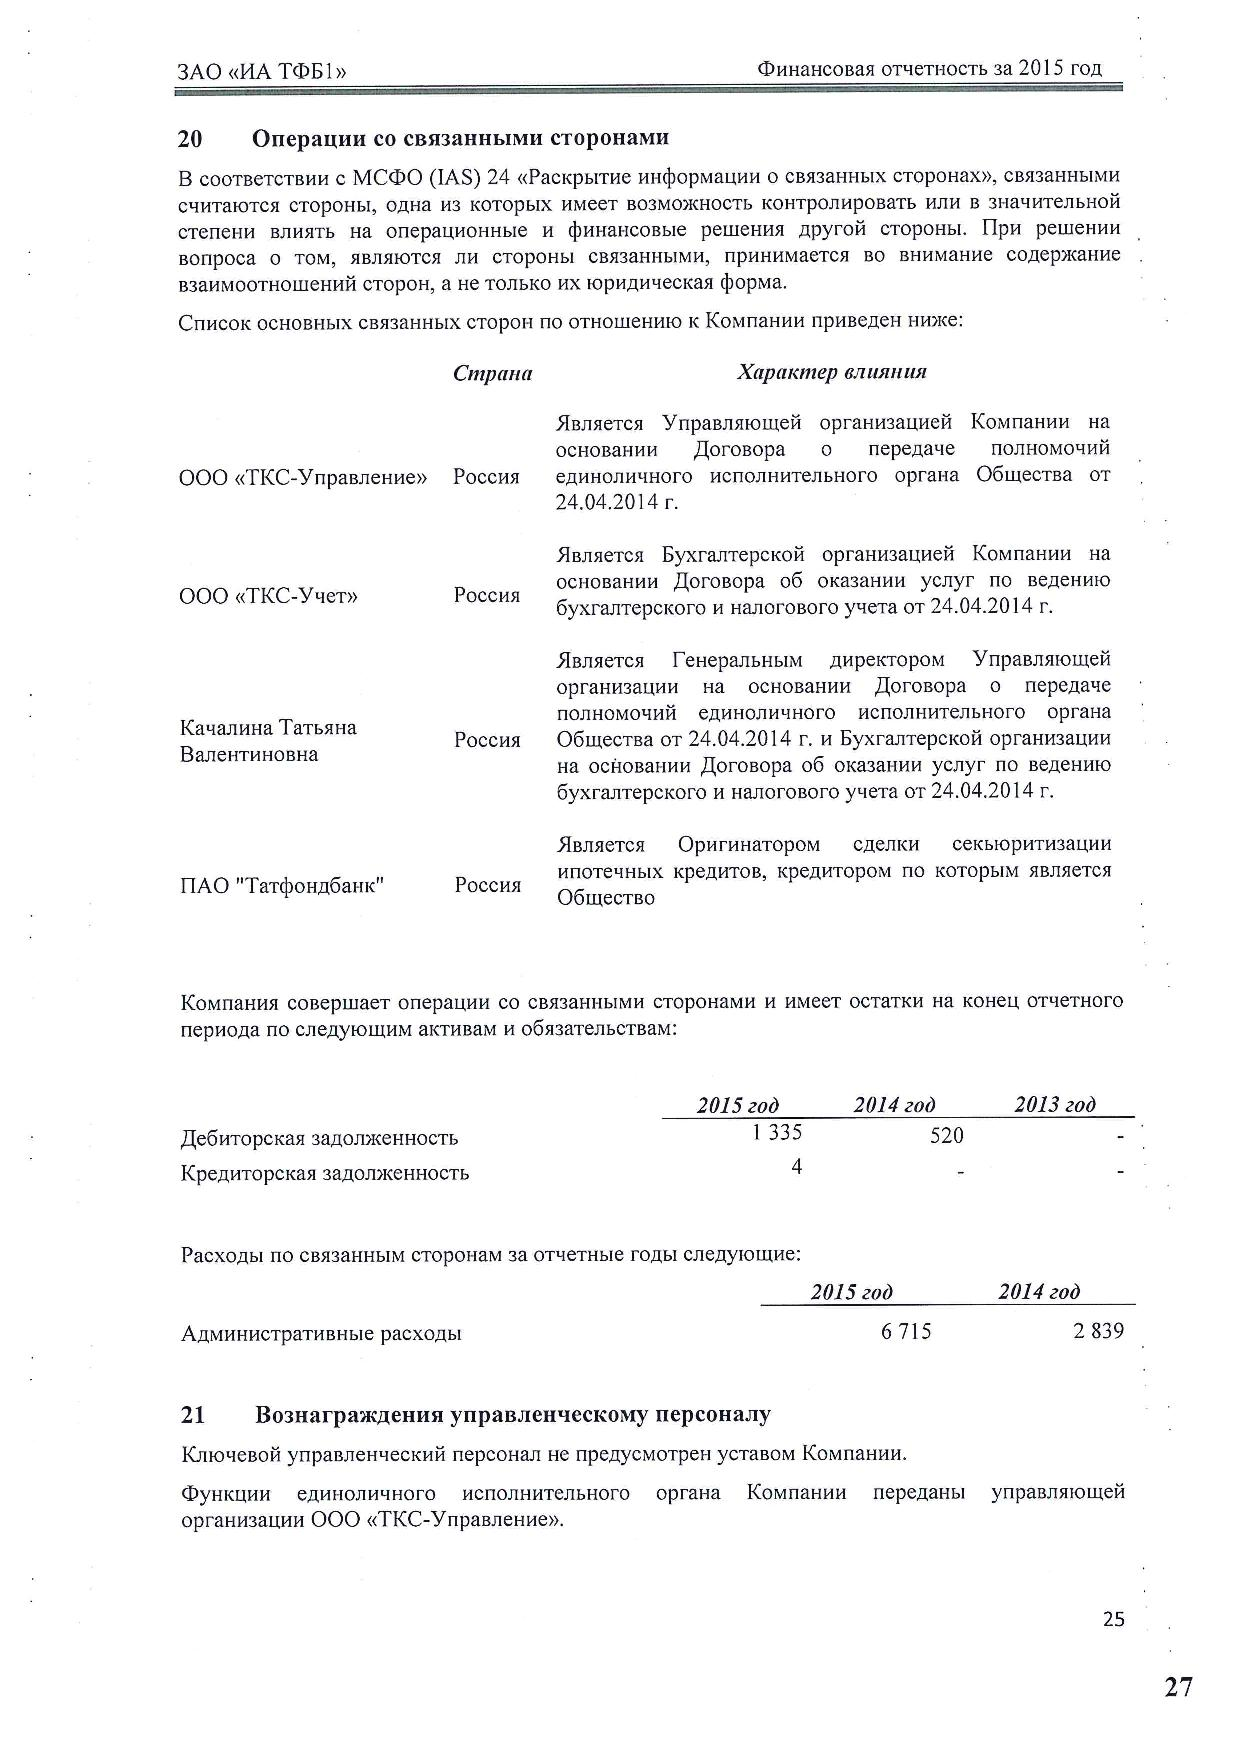 ЗАО «ИА ТФБ1» Финансовая отчетность за 2015 год
20 Операции со связанными сторонами
В соответствии с МСФО (IAS) 24 «Раскрытие информации о связанных сторонах», связанными
считаются стороны, одна из которых имеет возможность контролировать или в значительной
степени влиять на операционные и финансовые решения другой стороны. При решении
вопроса о том, являются ли стороны связанными, принимается во внимание содержание
взаимоотношений сторон, а не только их юридическая форма.
Список основных связанных сторон по отношению к Компании приведен ниже:
Страна Характер влияния
Является Управляющей организацией Компании на
основании Договора о передаче полномочий
ООО «ТКС-Управление» Россия единоличного исполнительного органа Общества от
24.04.2014 г.
Является Бухгалтерской организацией Компании на
основании Договора об оказании услуг по ведению
ООО «ТКС-Учет» Россия бухгалтерского и налогового учета от 24.04.2014 г.
Является Генеральным директором Управляющей
организации на основании Договора о передаче
полномочий единоличного исполнительного органа
Качалина Татьяна
Валентиновна Россия Общества от 24.04.2014 г. и Бухгалтерской организации
на основании Договора об оказании услуг по ведению
бухгалтерского и налогового учета от 24.04.2014 г.
Является Оригинатором сделки секьюритизации
ипотечных кредитов, кредитором по которым является
ПАО "Татфондбанк" Россия Общество
Компания совершает операции со связанными сторонами и имеет остатки на конец отчетного
периода по следующим активам и обязательствам:
2015 год 2014 год 2013 год
Дебиторская задолженность 1 335 520 -
Кредиторская задолженность 4 - -
Расходы по связанным сторонам за отчетные годы следующие:
2015 год 2014 год
Административные расходы 6 715 2 839
21 Вознаграждения управленческому персоналу
Ключевой управленческий персонал не предусмотрен уставом Компании.
Функции единоличного исполнительного органа Компании переданы управляющей
организации ООО «ТКС-Управление».
25
27